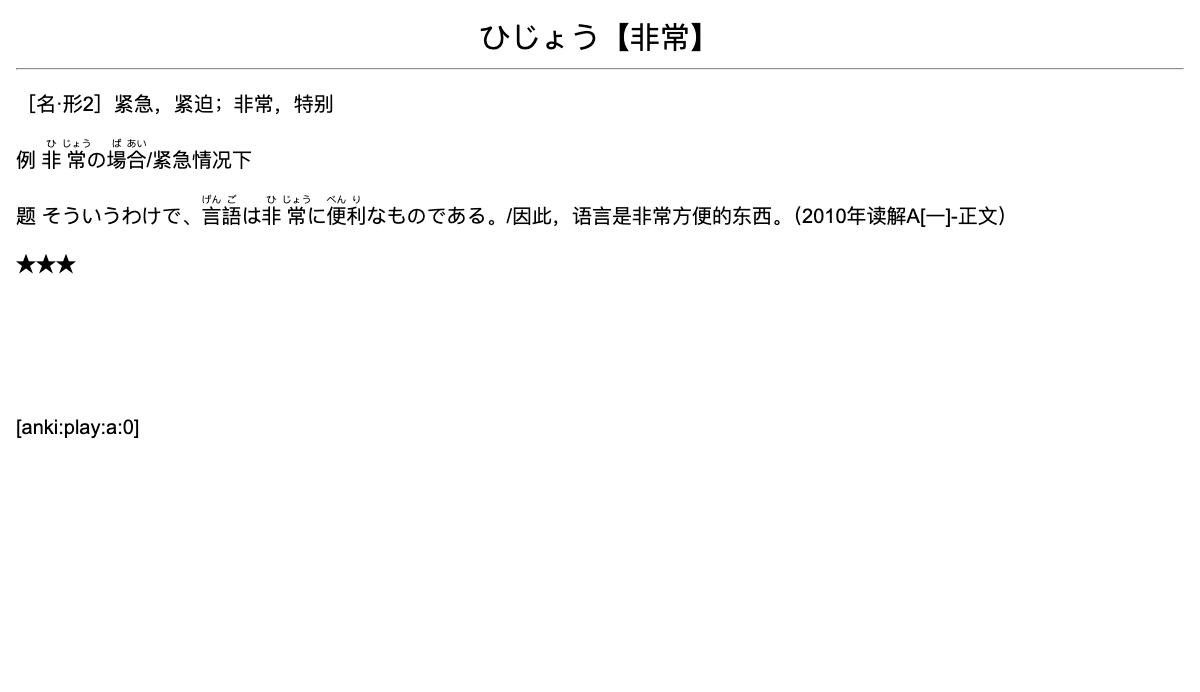 ひじょう【非常】
［名·形2］紧急，紧迫；非常，特别
ひ じょう ば あい
例 非常の場合/紧急情况下
げん ご ひ じょう べん り
题 そういうわけで、言語は非常に便利なものである。/因此，语言是非常方便的东西。（2010年读解A[一]-正文）
★★★
[anki:play:a:0]